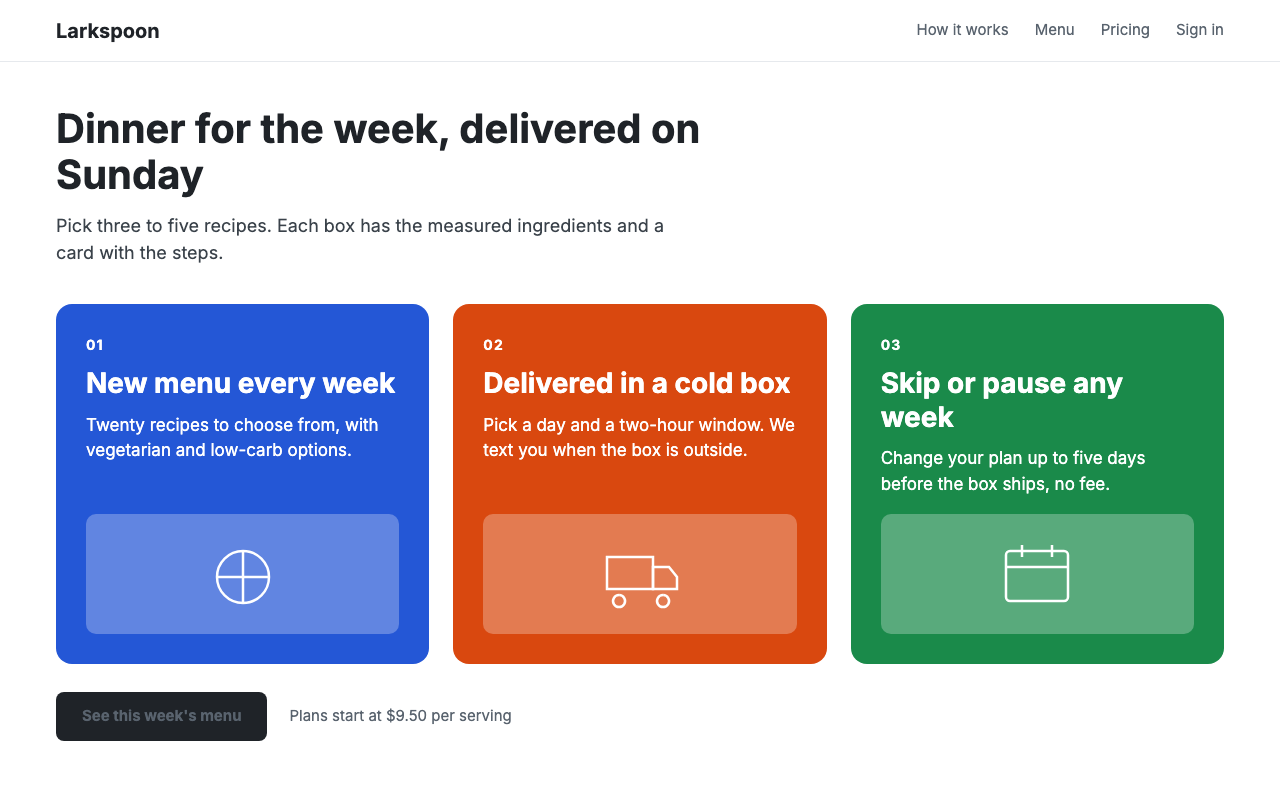 Larkspoon
How it works
Menu
Pricing
Sign in
Dinner for the week, delivered on
Sunday
Pick three to five recipes. Each box has the measured ingredients and a
card with the steps.
01
New menu every week
Twenty recipes to choose from, with
vegetarian and low-carb options.
02
Delivered in a cold box
Pick a day and a two-hour window. We
text you when the box is outside.
03
Skip or pause any
week
Change your plan up to five days
before the box ships, no fee.
See this week's menu
Plans start at $9.50 per serving